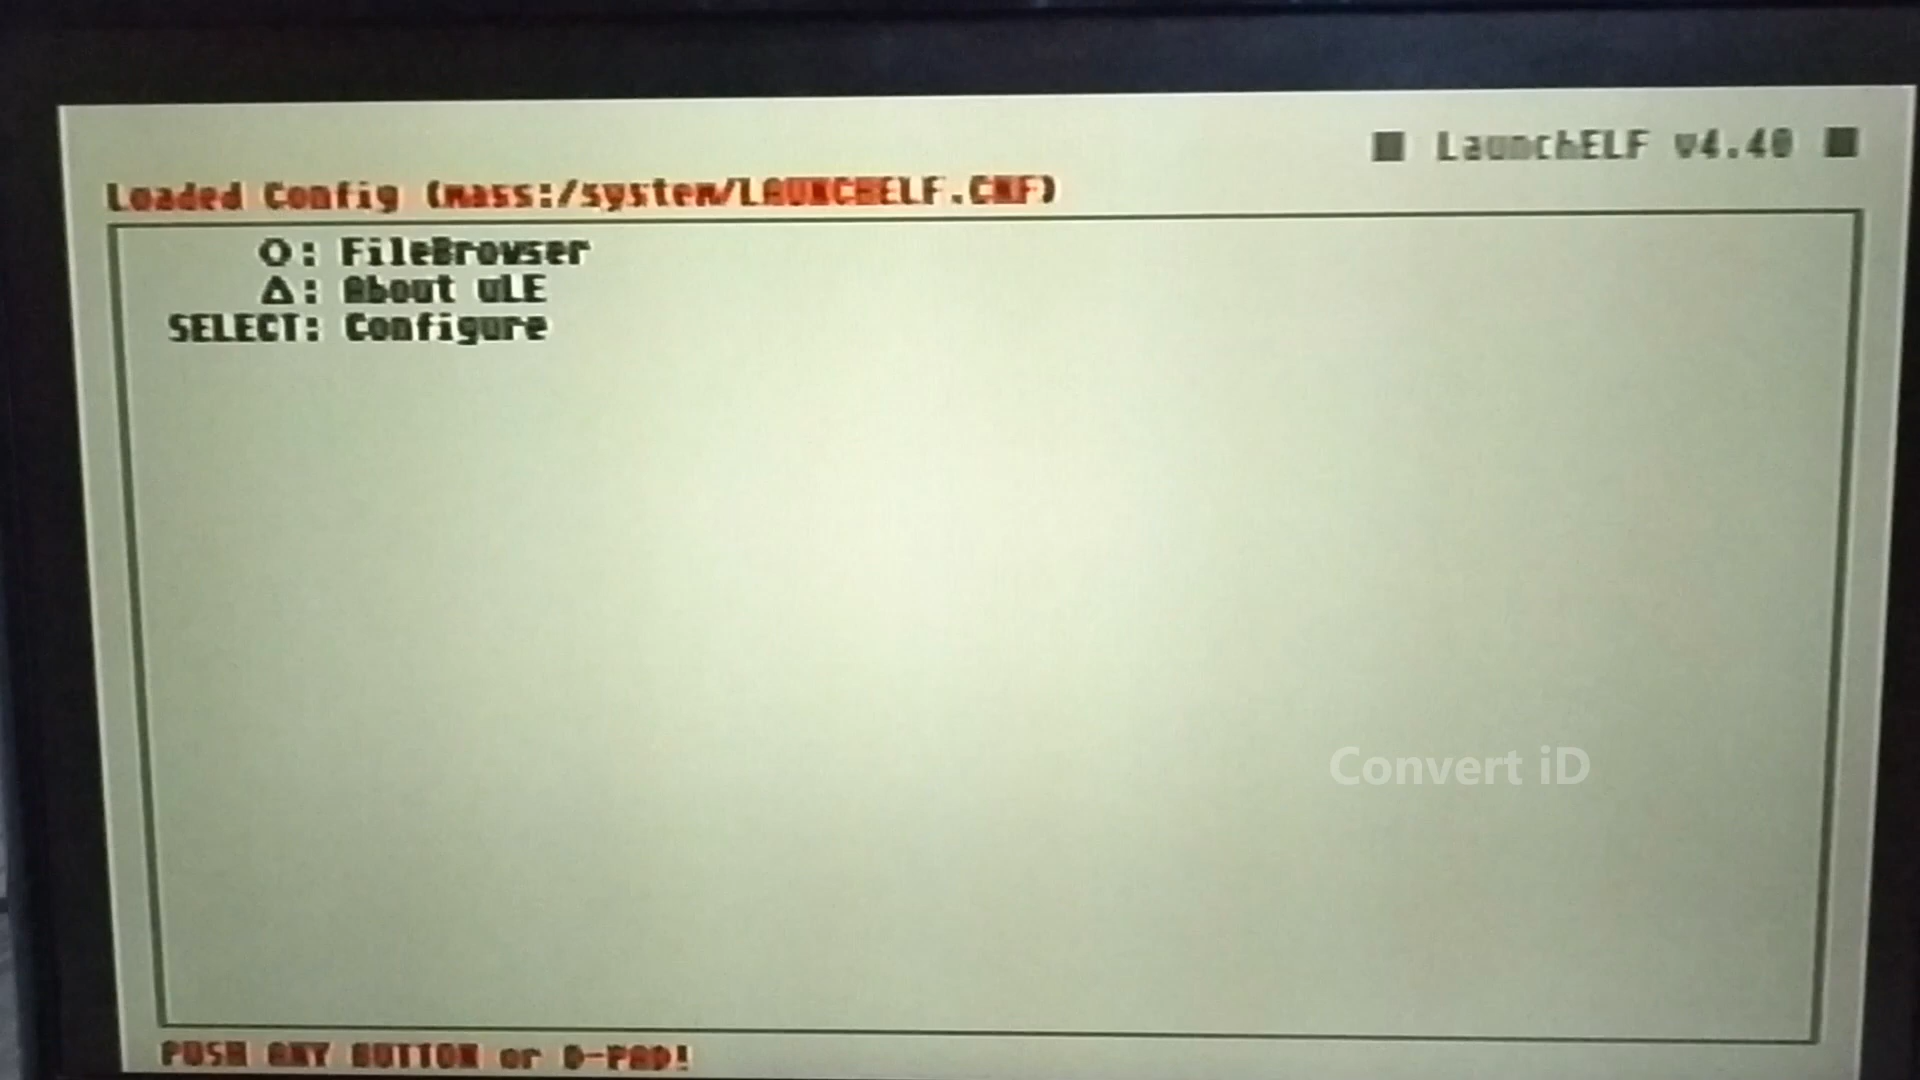 ■ LaunchELF v4.40 ■
Loaded Config (mass:/system/LAUNCHELF.CNF)
O: FileBrowser
Δ: About uLE
SELECT: Configure
Convert iD
PUSH ANY BUTTON or D-PAD!